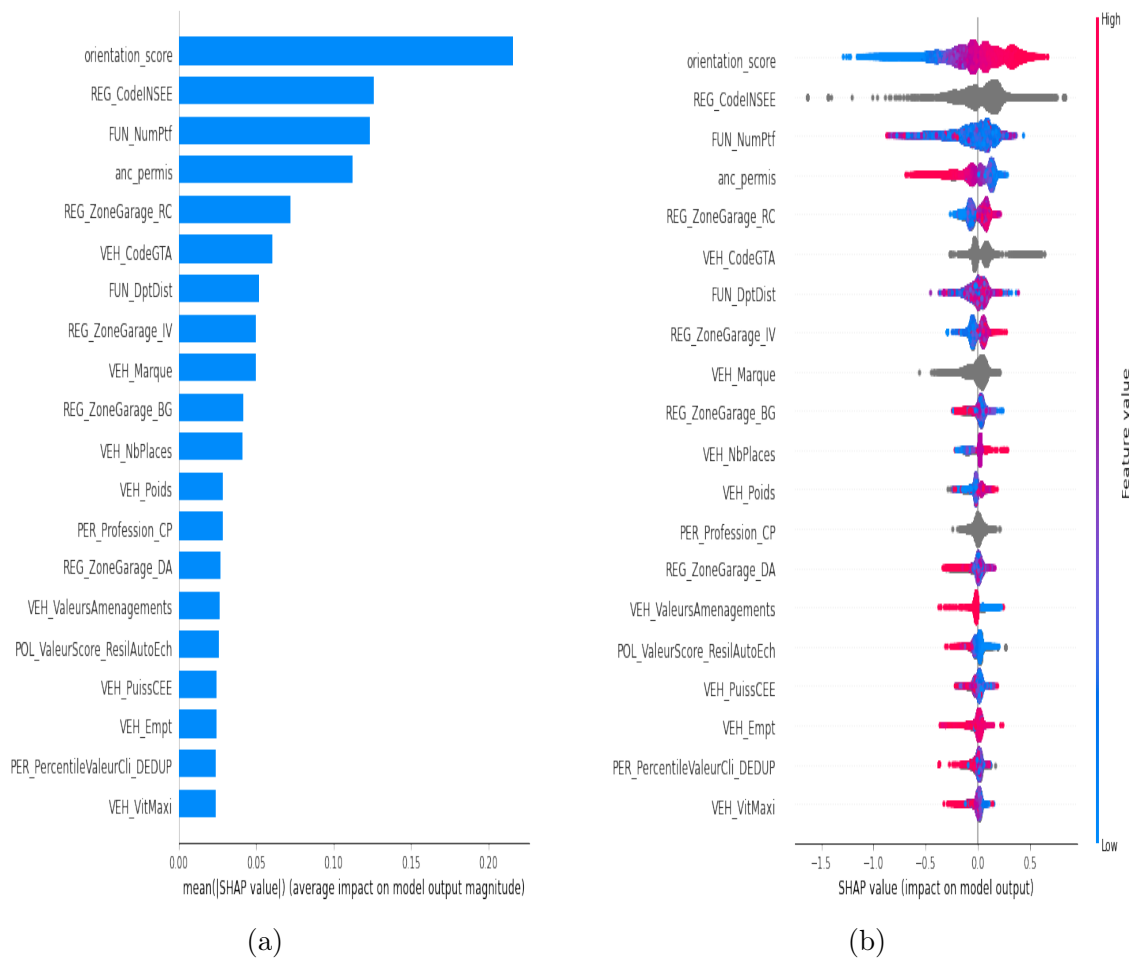 orientation_score
REG_CodeINSEE
FUN_NumPtf
anc_permis
REG_ZoneGarage_RC
VEH_CodeGTA
FUN_DptDist
REG_ZoneGarage_IV
VEH_Marque
REG_ZoneGarage_BG
VEH_NbPlaces
VEH_Poids
PER_Profession_CP
REG_ZoneGarage_DA
VEH_ValeursAmenagements
POL_ValeurScore_ResilAutoEch
VEH_PuissCEE
VEH_Empt
PER_PercentileValeurCli_DEDUP
VEH_VitMaxi
0.00 0.05 0.10 0.15 0.20
mean(|SHAP value|) (average impact on model output magnitude)
(a)
High
orientation_score
REG_CodeINSEE
FUN_NumPtf
anc_permis
REG_ZoneGarage_RC
VEH_CodeGTA
FUN_DptDist
REG_ZoneGarage_IV
VEH_Marque
REG_ZoneGarage_BG
VEH_NbPlaces
VEH_Poids
PER_Profession_CP
REG_ZoneGarage_DA
VEH_ValeursAmenagements
POL_ValeurScore_ResilAutoEch
VEH_PuissCEE
VEH_Empt
PER_PercentileValeurCli_DEDUP
VEH_VitMaxi
Low
Feature value
−1.5 −1.0 −0.5 0.0 0.5
SHAP value (impact on model output)
(b)